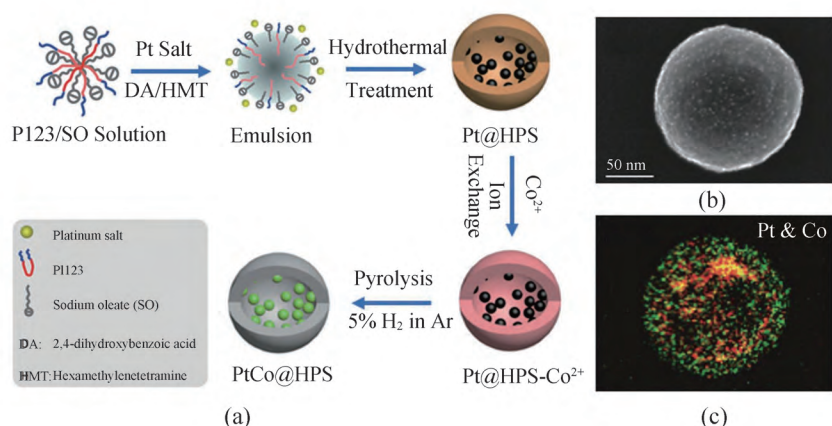 Pt Salt
DA/HMT
Hydrothermal
Treatment
P123/SO Solution
Emulsion
Pt@HPS
50 nm
(b)
Ion
Exchange
Co²⁺
Platinum salt
Pl123
Sodium oleate (SO)
DA: 2,4-dihydroxybenzoic acid
HMT: Hexamethylenetetramine
Pyrolysis
5% H₂ in Ar
PtCo@HPS
Pt@HPS-Co²⁺
Pt & Co
(a)
(c)